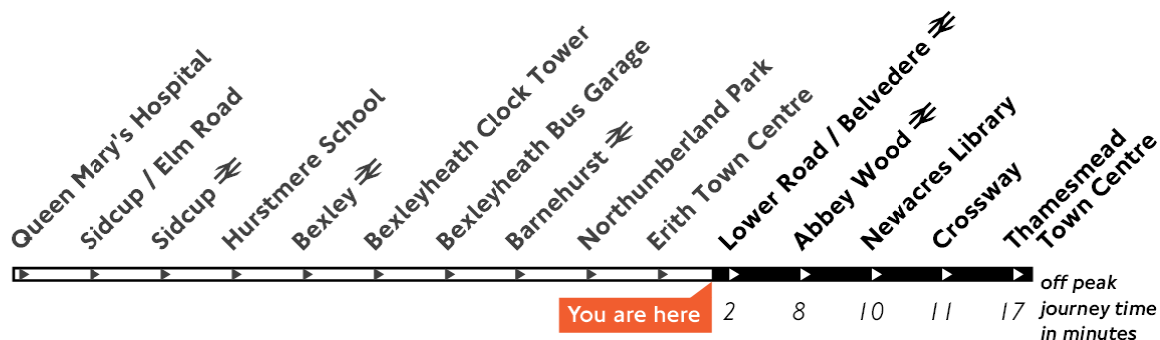 Queen Mary's Hospital
Sidcup / Elm Road
Sidcup
Hurstmere School
Bexley
Bexleyheath Clock Tower
Bexleyheath Bus Garage
Barnehurst
Northumberland Park
Erith Town Centre
Lower Road / Belvedere
Abbey Wood
Newacres Library
Crossway
Thamesmead
Town Centre
You are here
2
8
10
11
17
off peak
journey time
in minutes